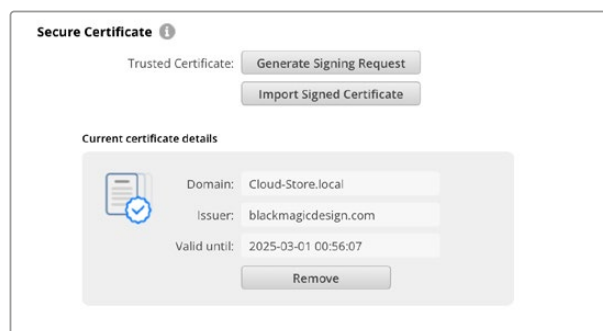 Secure Certificate
Trusted Certificate: Generate Signing Request
Import Signed Certificate
Current certificate details
Domain: Cloud-Store.local
Issuer: blackmagicdesign.com
Valid until: 2025-03-01 00:56:07
Remove